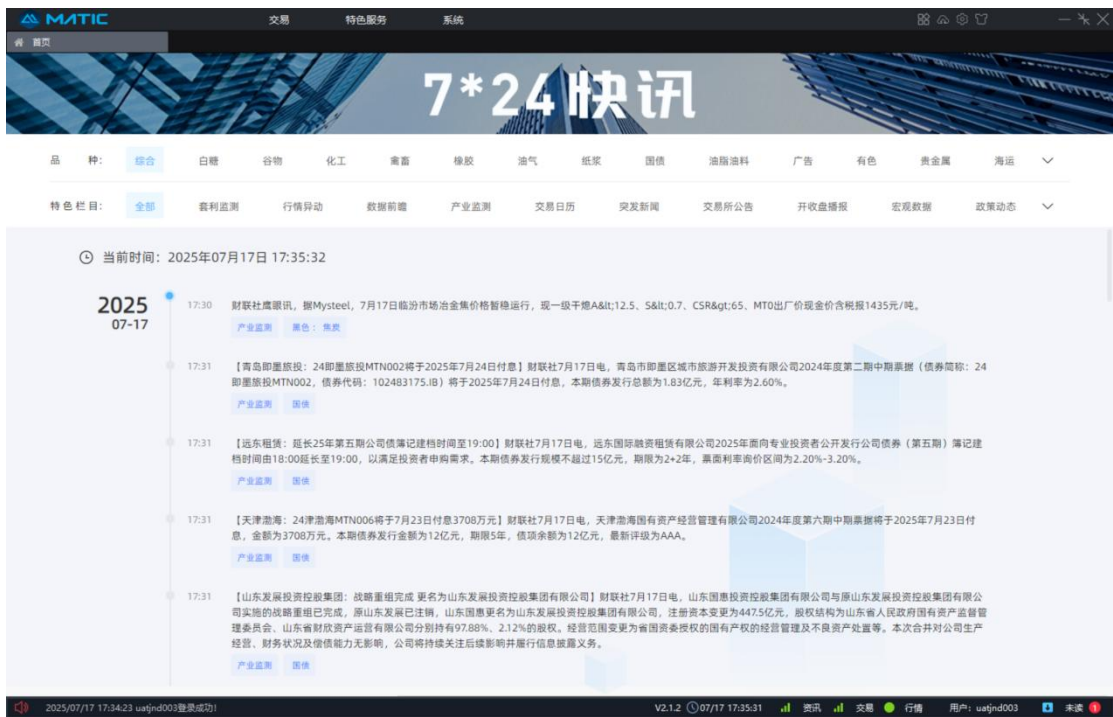 MATIC
交易 特色服务 系统
首页
7*24快讯
品 种: 综合 白糖 谷物 化工 禽畜 橡胶 油气 纸浆 国债 油脂油料 广告 有色 贵金属 海运
特色栏目: 全部 套利监测 行情异动 数据前瞻 产业监测 交易日历 突发新闻 交易所公告 开收盘播报 宏观数据 政策动态
当前时间: 2025年07月17日 17:35:32
2025
07-17
17:30 财联社鹰眼讯,据Mysteel,7月17日临汾市场冶金焦价格暂稳运行,现一级干熄A&lt;12.5、S&lt;0.7、CSR&gt;65、MT0出厂价现金价含税报1435元/吨。
产业监测 黑色:焦炭
17:31 【青岛即墨旅投:24即墨旅投MTN002将于2025年7月24日付息】财联社7月17日电,青岛市即墨区城市旅游开发投资有限公司2024年度第二期中期票据(债券简称:24
即墨旅投MTN002,债券代码:102483175.IB)将于2025年7月24日付息,本期债券发行总额为1.83亿元,年利率为2.60%。
产业监测 国债
17:31 【远东租赁:延长25年第五期公司债簿记建档时间至19:00】财联社7月17日电,远东国际融资租赁有限公司2025年面向专业投资者公开发行公司债券(第五期)簿记建
档时间由18:00延长至19:00,以满足投资者申购需求。本期债券发行规模不超过15亿元,期限为2+2年,票面利率询价区间为2.20%-3.20%。
产业监测 国债
17:31 【天津渤海:24津渤海MTN006将于7月23日付息3708万元】财联社7月17日电,天津渤海国有资产经营管理有限公司2024年度第六期中期票据将于2025年7月23日付
息,金额为3708万元。本期债券发行金额为12亿元,期限5年,债项余额为12亿元,最新评级为AAA。
产业监测 国债
17:31 【山东发展投资控股集团:战略重组完成 更名为山东发展投资控股集团有限公司】财联社7月17日电,山东国惠投资控股集团有限公司与原山东发展投资控股集团有限公
司实施的战略重组已完成,原山东发展已注销,山东国惠更名为山东发展投资控股集团有限公司,注册资本变更为447.5亿元,股权结构为山东省人民政府国有资产监督管
理委员会、山东省财欣资产运营有限公司分别持有97.88%、2.12%的股权。经营范围变更为省国资委授权的国有产权的经营管理及不良资产处置等。本次合并对公司生产
经营、财务状况及偿债能力无影响,公司将持续关注后续影响并履行信息披露义务。
产业监测 国债
2025/07/17 17:34:23 uatjnd003登录成功! V2.1.2 07/17 17:35:31 资讯 交易 行情 用户:uatjnd003 未读 1